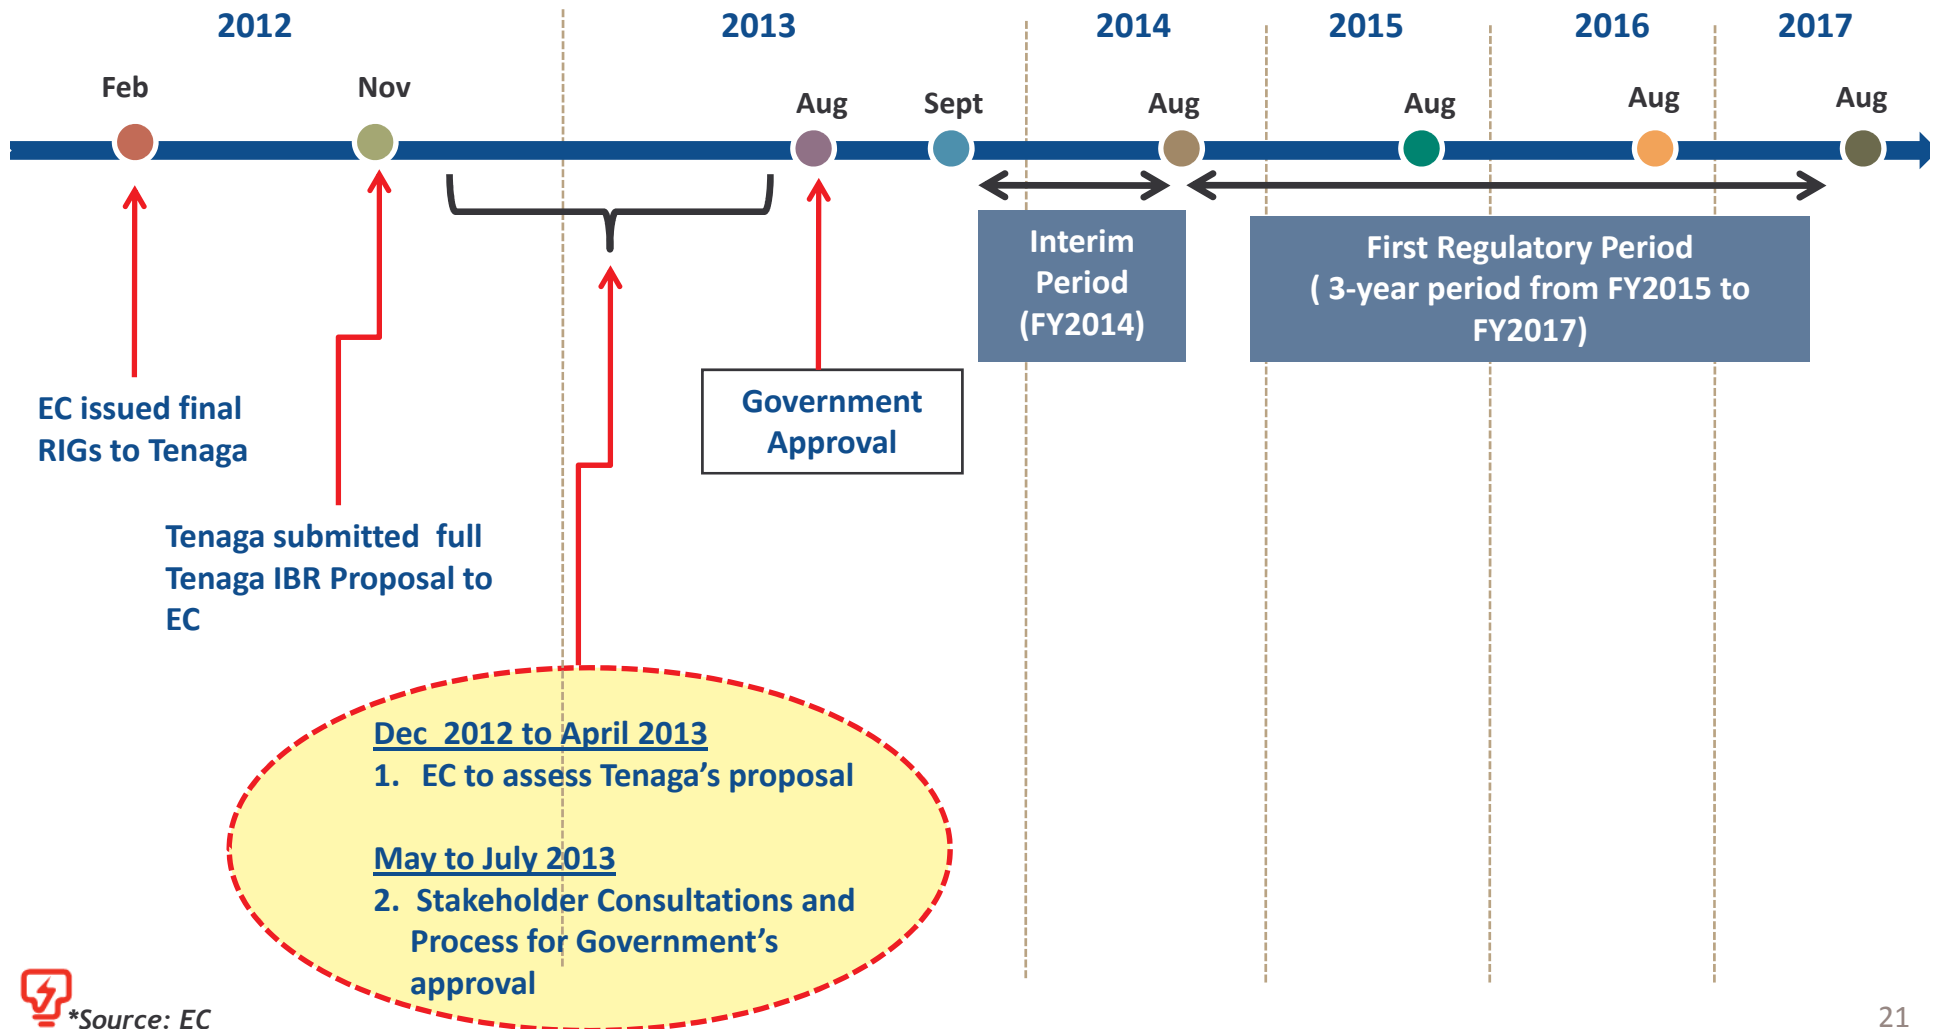 2012
2013
2014
2015
2016
2017
Feb
Nov
Aug
Sept
Aug
Aug
Aug
Aug
Interim
Period
(FY2014)
First Regulatory Period
( 3-year period from FY2015 to
FY2017)
EC issued final
RIGs to Tenaga
Government
Approval
Tenaga submitted  full
Tenaga IBR Proposal to
EC
Dec  2012 to April 2013
1.  EC to assess Tenaga’s proposal
May to July 2013
2.  Stakeholder Consultations and
Process for Government’s
approval
*Source: EC
21